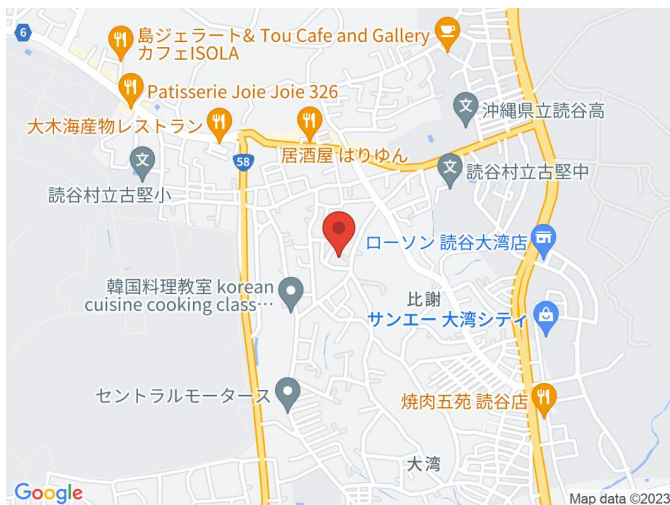 6
島ジェラート& Tou Cafe and Gallery
カフェISOLA
Patisserie Joie Joie 326
沖縄県立読谷高
大木海産物レストラン
居酒屋 はりゆん
58
読谷村立古堅小
読谷村立古堅中
ローソン 読谷大湾店
韓国料理教室 korean
cuisine cooking class…
比謝
サンエー 大湾シティ
セントラルモータース
焼肉五苑 読谷店
大湾
Google
Map data ©2023